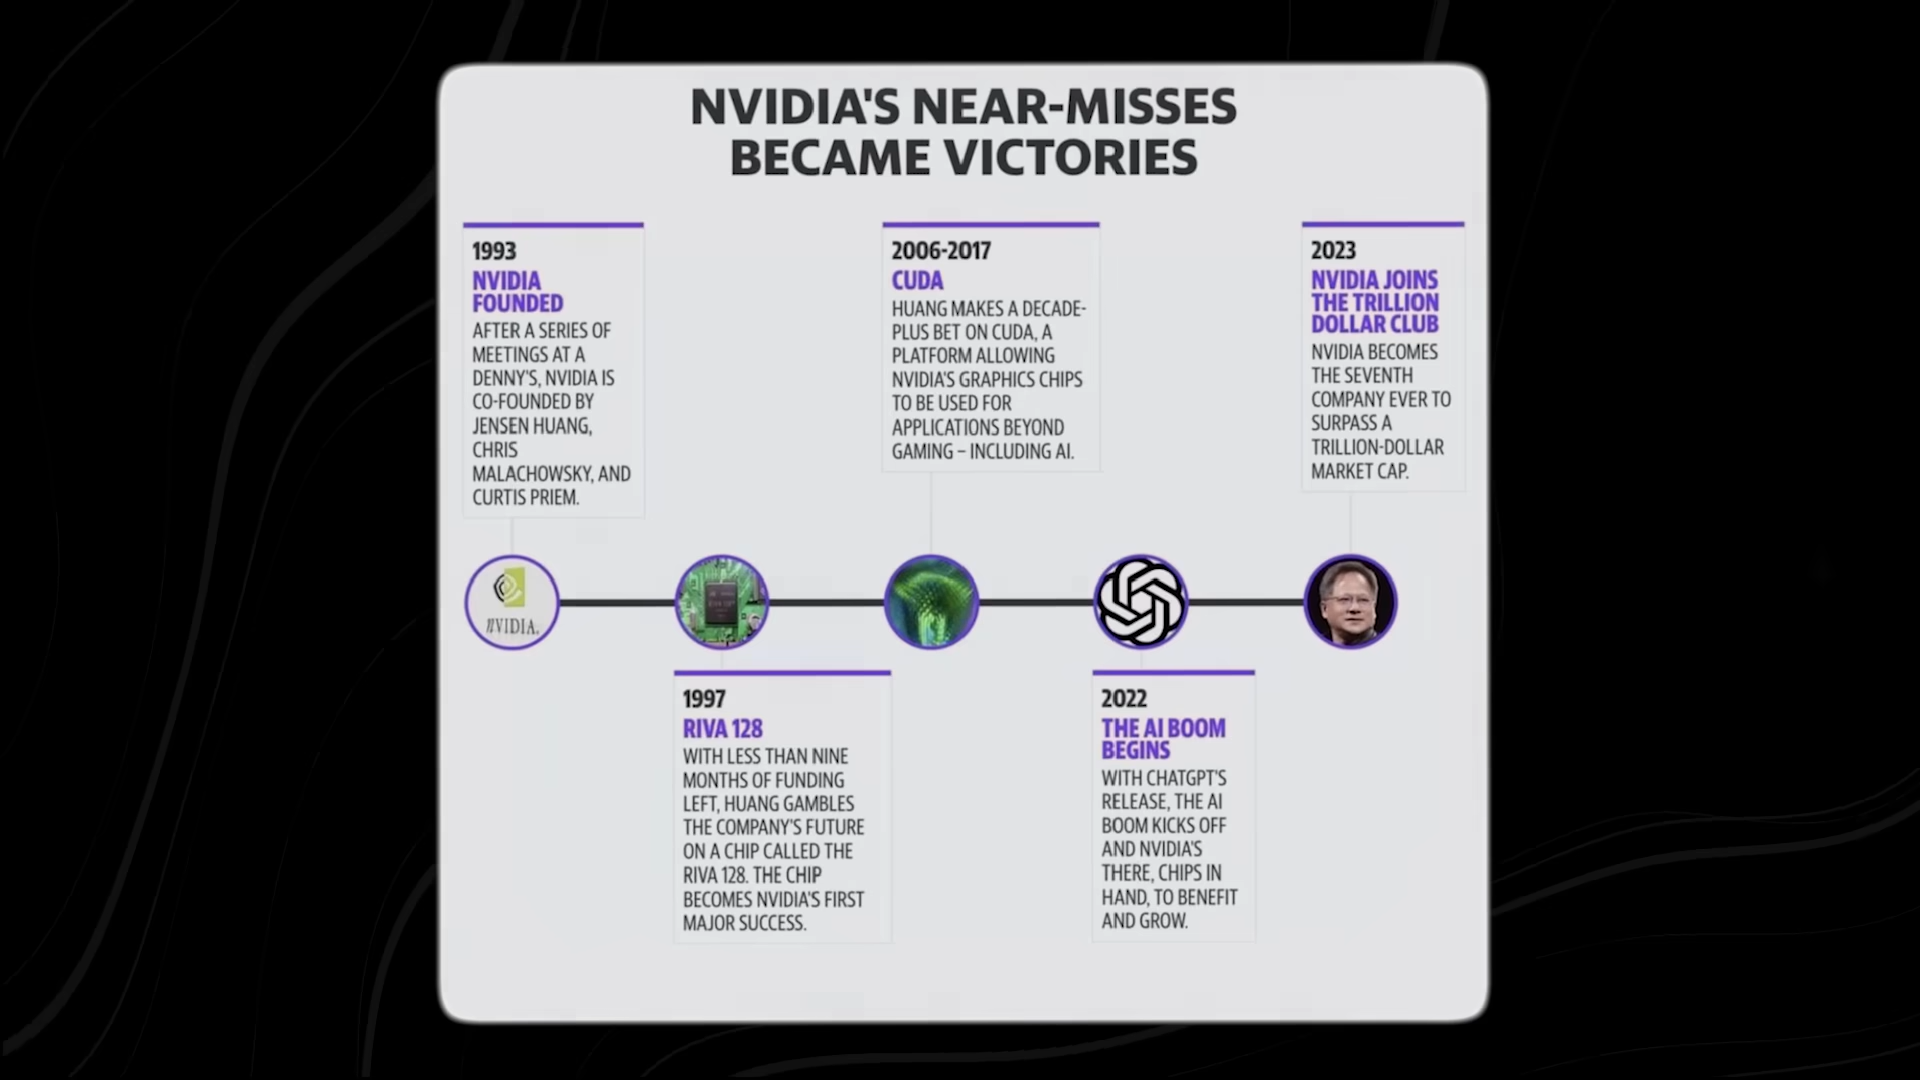 NVIDIA'S NEAR-MISSES
BECAME VICTORIES
1993
NVIDIA
FOUNDED
AFTER A SERIES OF
MEETINGS AT A
DENNY'S, NVIDIA IS
CO-FOUNDED BY
JENSEN HUANG,
CHRIS
MALACHOWSKY, AND
CURTIS PRIEM.
nVIDIA.
1997
RIVA 128
WITH LESS THAN NINE
MONTHS OF FUNDING
LEFT, HUANG GAMBLES
THE COMPANY'S FUTURE
ON A CHIP CALLED THE
RIVA 128. THE CHIP
BECOMES NVIDIA'S FIRST
MAJOR SUCCESS.
2006-2017
CUDA
HUANG MAKES A DECADE-
PLUS BET ON CUDA, A
PLATFORM ALLOWING
NVIDIA'S GRAPHICS CHIPS
TO BE USED FOR
APPLICATIONS BEYOND
GAMING – INCLUDING AI.
2022
THE AI BOOM
BEGINS
WITH CHATGPT'S
RELEASE, THE AI
BOOM KICKS OFF
AND NVIDIA'S
THERE, CHIPS IN
HAND, TO BENEFIT
AND GROW.
2023
NVIDIA JOINS
THE TRILLION
DOLLAR CLUB
NVIDIA BECOMES
THE SEVENTH
COMPANY EVER TO
SURPASS A
TRILLION-DOLLAR
MARKET CAP.